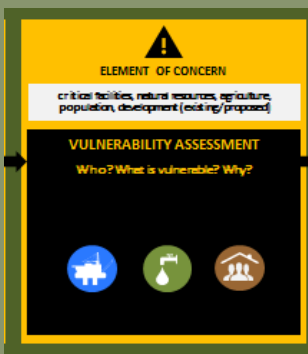 ELEMENT OF CONCERN
critical facilities, natural resources, agriculture,
population, development (existing/proposed)
VULNERABILITY ASSESSMENT
Who? What is vulnerable? Why?